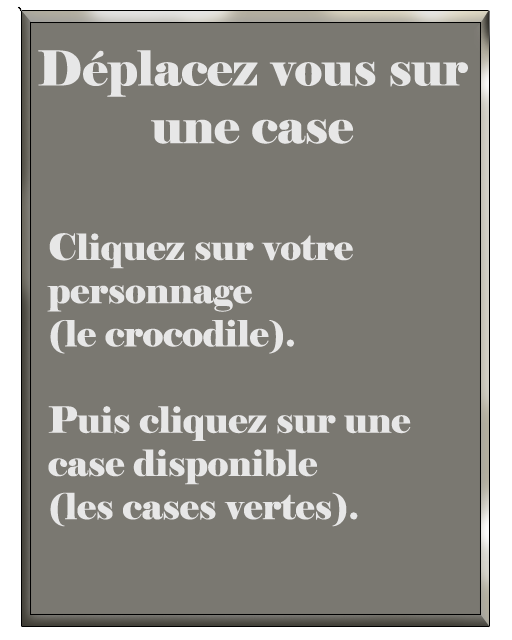 Déplacez vous sur
une case
Cliquez sur votre
personnage
(le crocodile).
Puis cliquez sur une
case disponible
(les cases vertes).